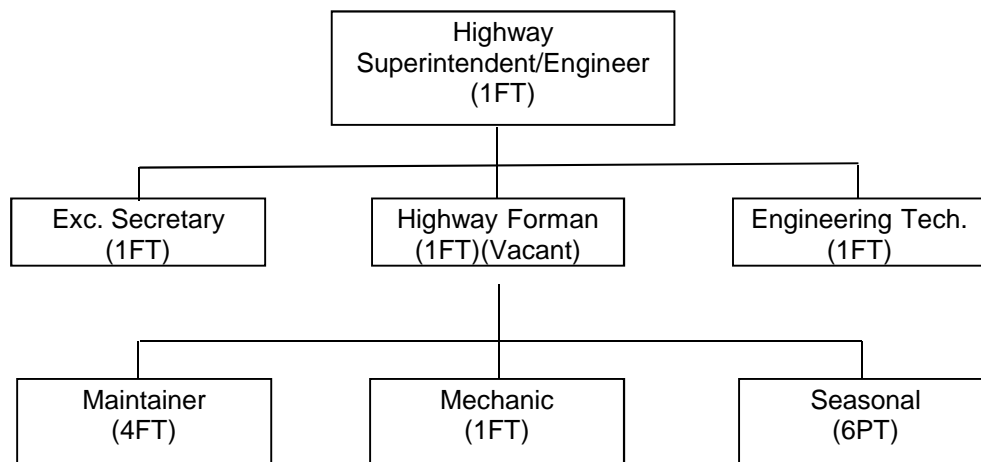 Highway
Superintendent/Engineer
(1FT)
Exc. Secretary
(1FT)
Highway Forman
(1FT)(Vacant)
Engineering Tech.
(1FT)
Maintainer
(4FT)
Mechanic
(1FT)
Seasonal
(6PT)